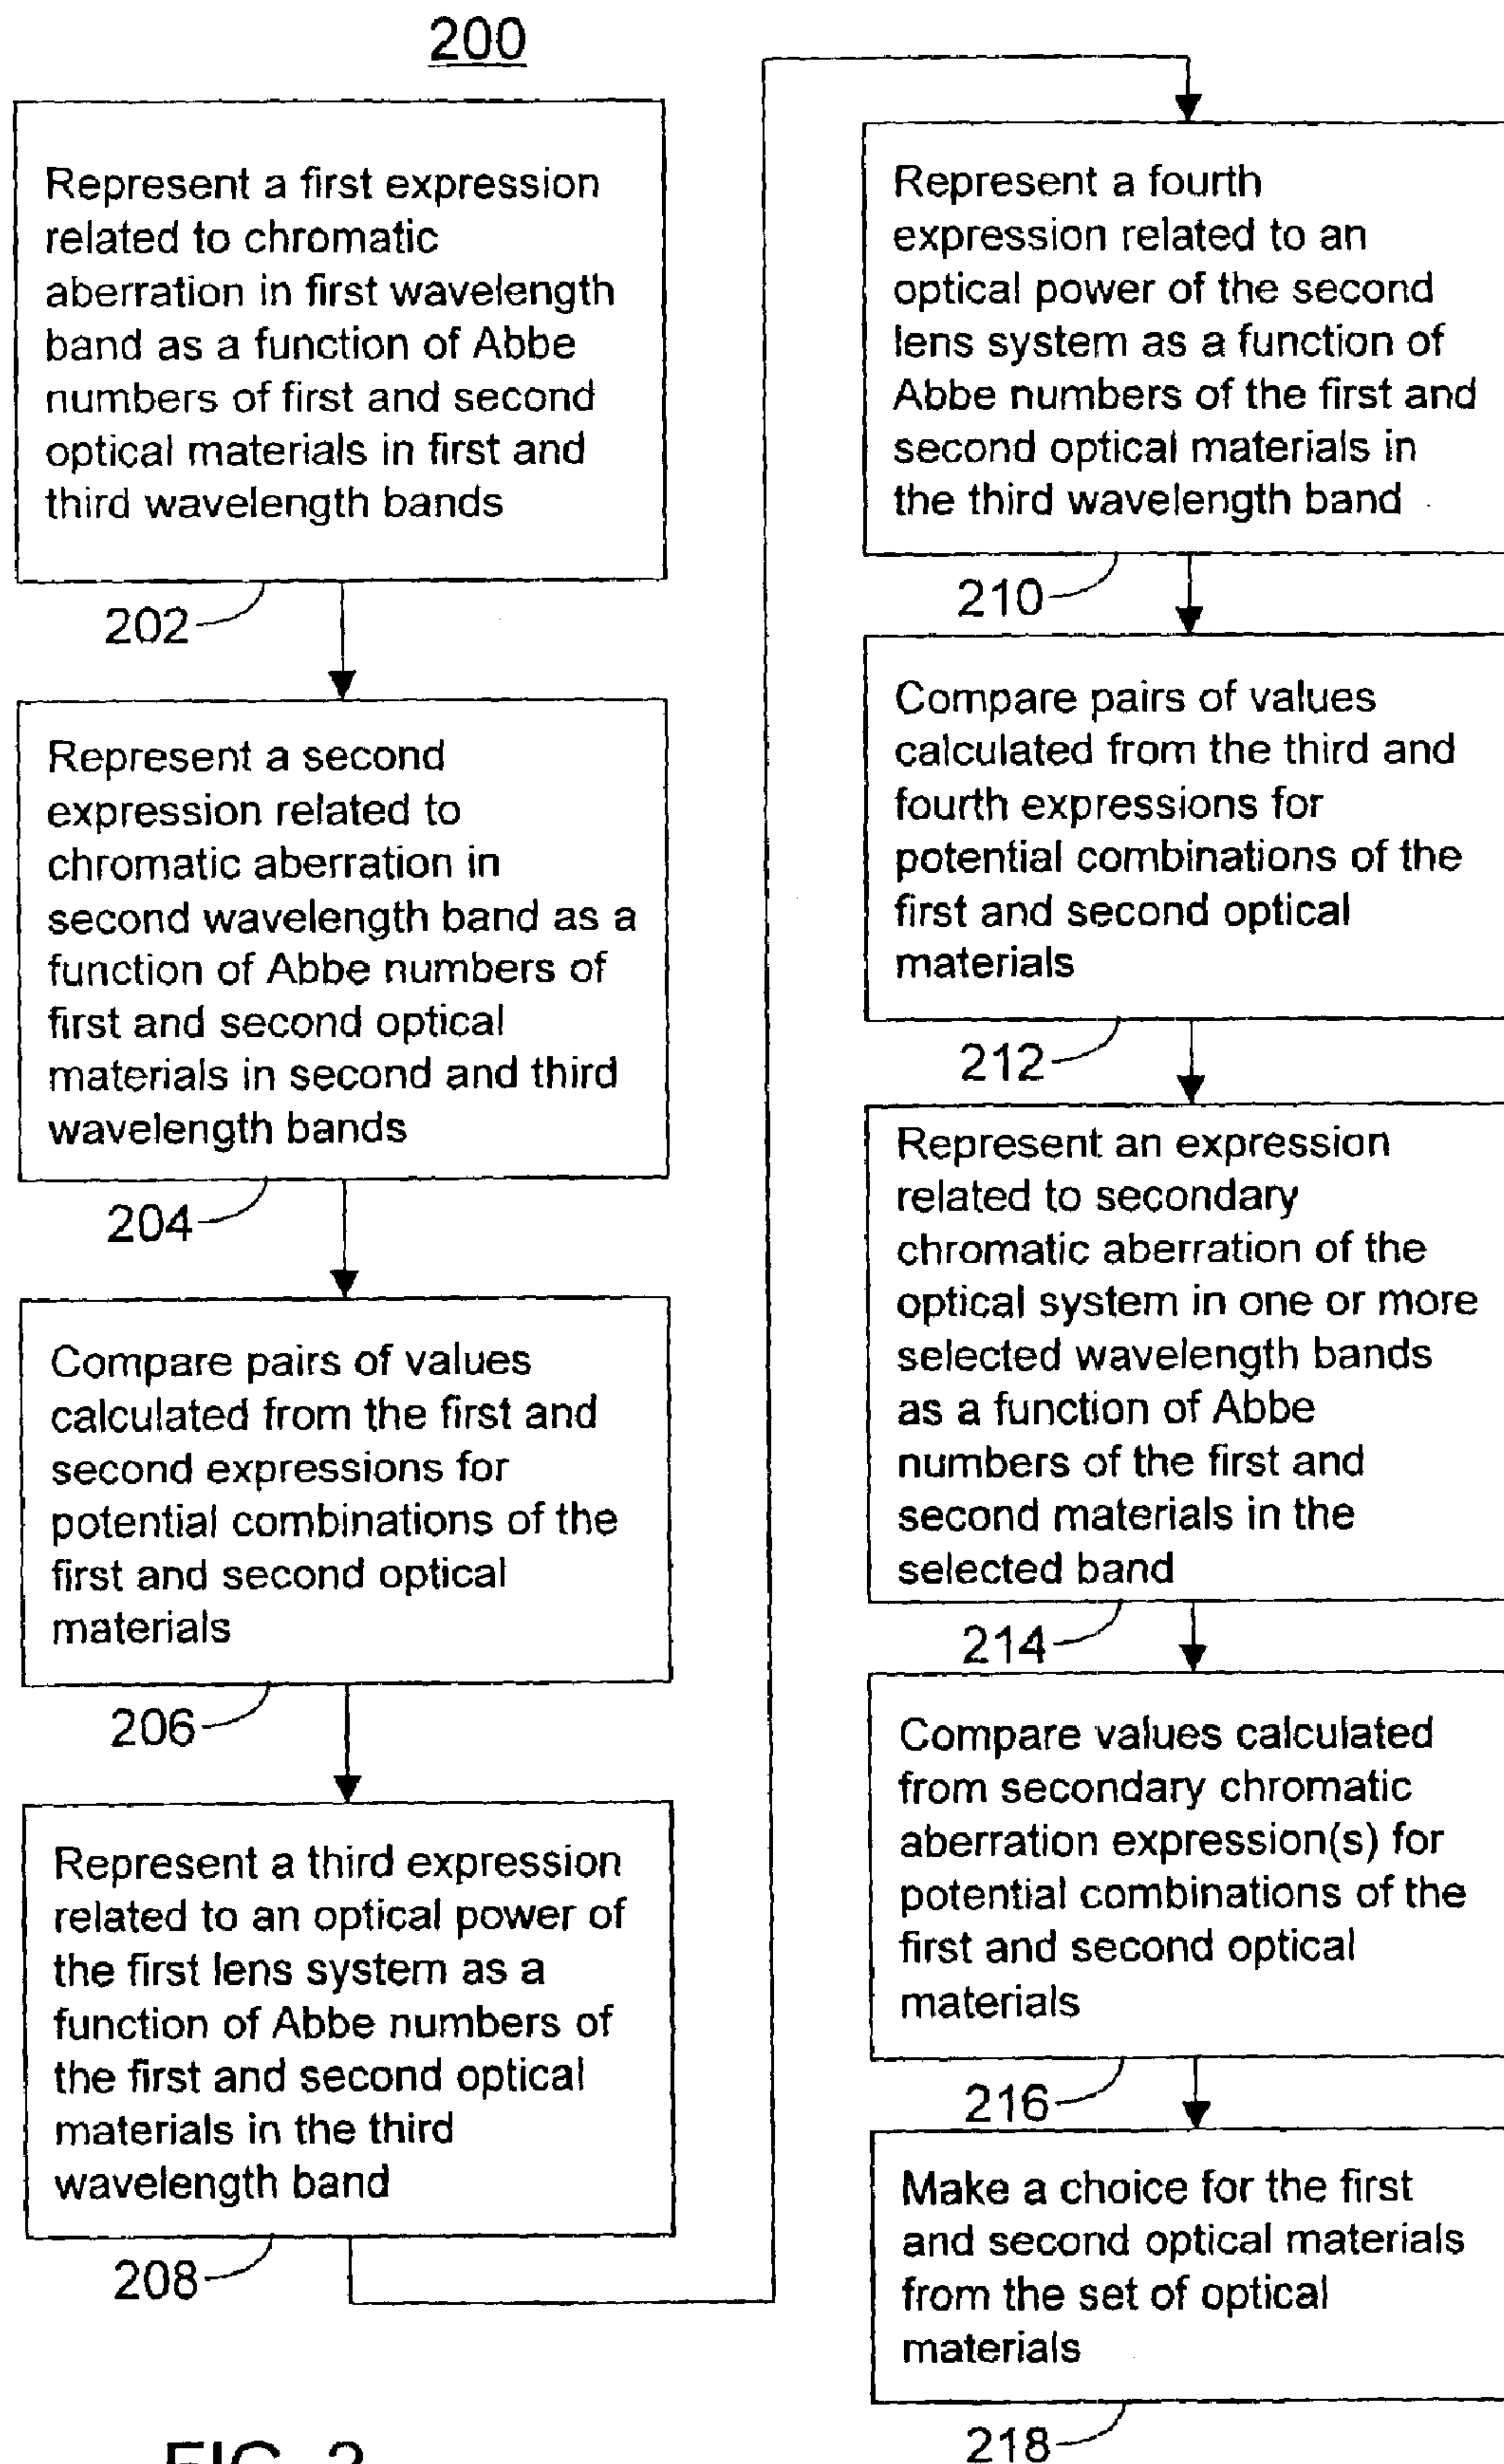 200
Represent a first expression
related to chromatic
aberration in first wavelength
band as a function of Abbe
numbers of first and second
optical materials in first and
third wavelength bands
202
Represent a second
expression related to
chromatic aberration in
second wavelength band as a
function of Abbe numbers of
first and second optical
materials in second and third
wavelength bands
204
Compare pairs of values
calculated from the first and
second expressions for
potential combinations of the
first and second optical
materials
206
Represent a third expression
related to an optical power of
the first lens system as a
function of Abbe numbers of
the first and second optical
materials in the third
wavelength band
208
Represent a fourth
expression related to an
optical power of the second
lens system as a function of
Abbe numbers of the first and
second optical materials in
the third wavelength band
210
Compare pairs of values
calculated from the third and
fourth expressions for
potential combinations of the
first and second optical
materials
212
Represent an expression
related to secondary
chromatic aberration of the
optical system in one or more
selected wavelength bands
as a function of Abbe
numbers of the first and
second materials in the
selected band
214
Compare values calculated
from secondary chromatic
aberration expression(s) for
potential combinations of the
first and second optical
materials
216
Make a choice for the first
and second optical materials
from the set of optical
materials
218
FIG. 2